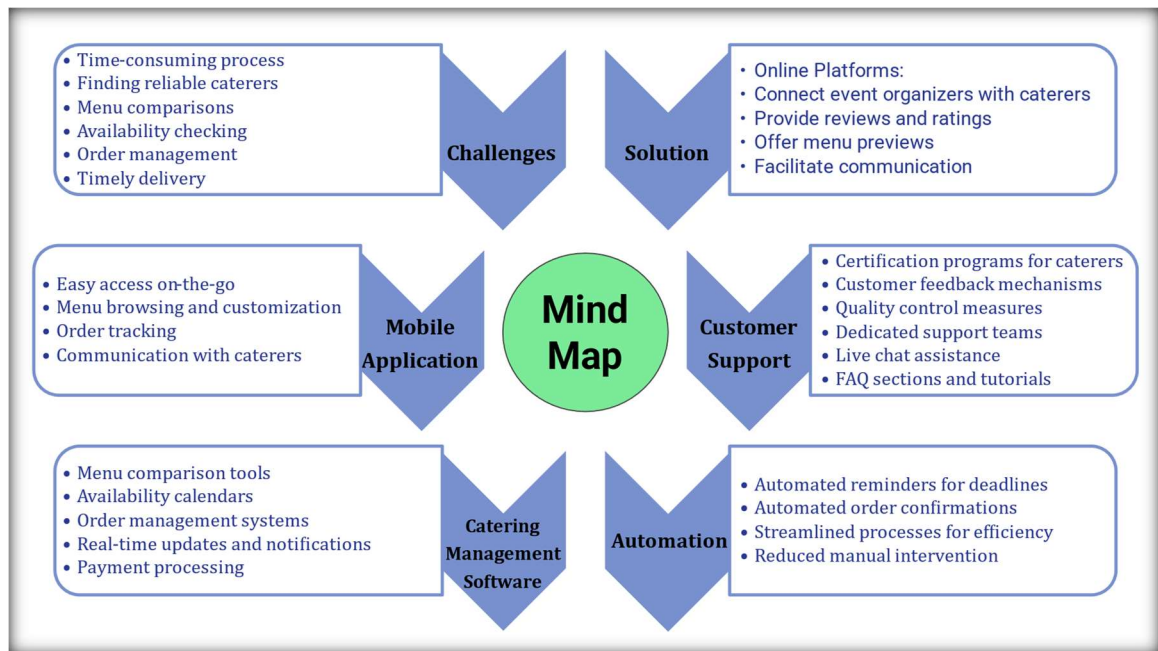 • Time-consuming process
• Finding reliable caterers
• Menu comparisons
• Availability checking
• Order management
• Timely delivery
Challenges
Solution
• Online Platforms:
• Connect event organizers with caterers
• Provide reviews and ratings
• Offer menu previews
• Facilitate communication
• Easy access on-the-go
• Menu browsing and customization
• Order tracking
• Communication with caterers
Mobile
Application
Mind
Map
Customer
Support
• Certification programs for caterers
• Customer feedback mechanisms
• Quality control measures
• Dedicated support teams
• Live chat assistance
• FAQ sections and tutorials
• Menu comparison tools
• Availability calendars
• Order management systems
• Real-time updates and notifications
• Payment processing
Catering
Management
Software
Automation
• Automated reminders for deadlines
• Automated order confirmations
• Streamlined processes for efficiency
• Reduced manual intervention